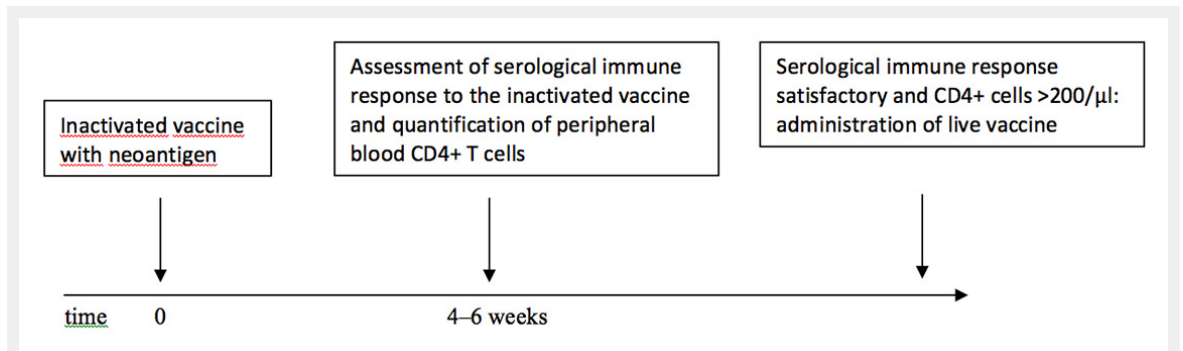 Inactivated vaccine
with neoantigen
Assessment of serological immune
response to the inactivated vaccine
and quantification of peripheral
blood CD4+ T cells
Serological immune response
satisfactory and CD4+ cells >200/μl:
administration of live vaccine
time 0 4–6 weeks